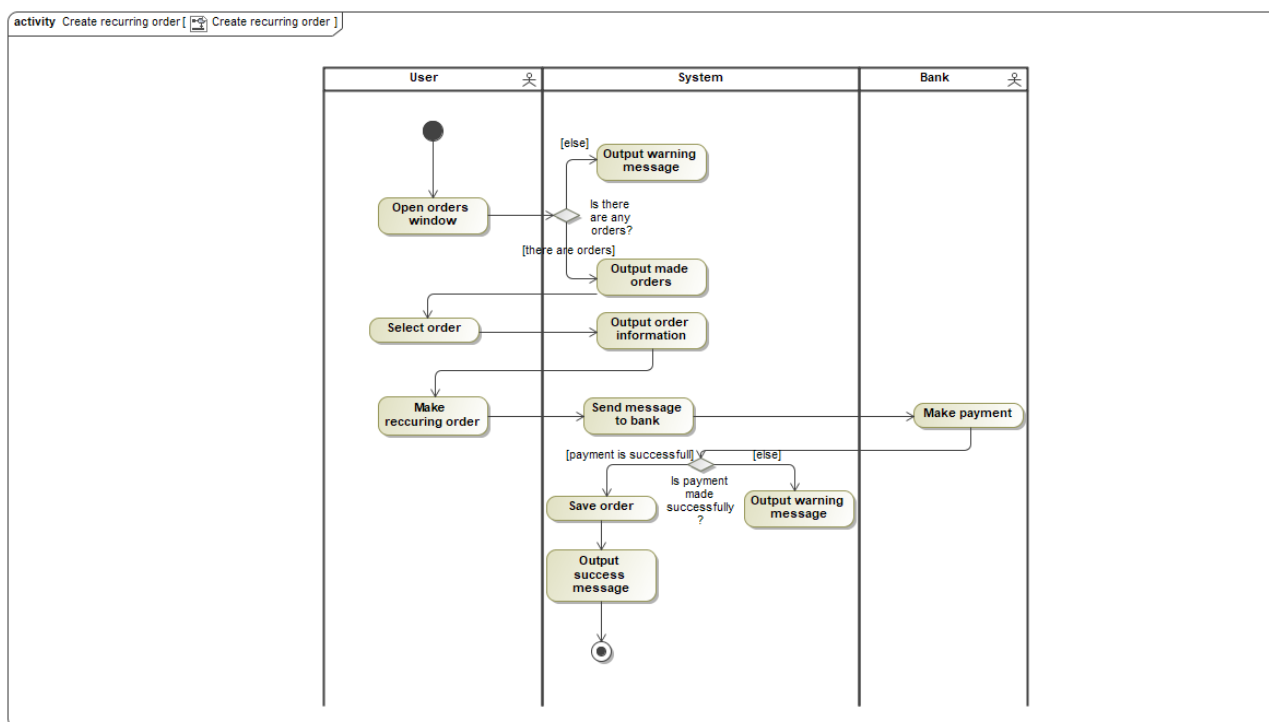 activity Create recurring order [ Create recurring order ]
User
System
Bank
[else]
Output warning
message
Open orders
window
Is there
are any
orders?
[there are orders]
Output made
orders
Select order
Output order
information
Make
reccuring order
Send message
to bank
Make payment
[payment is successfull]
[else]
Is payment
made
successfully
?
Save order
Output warning
message
Output
success
message